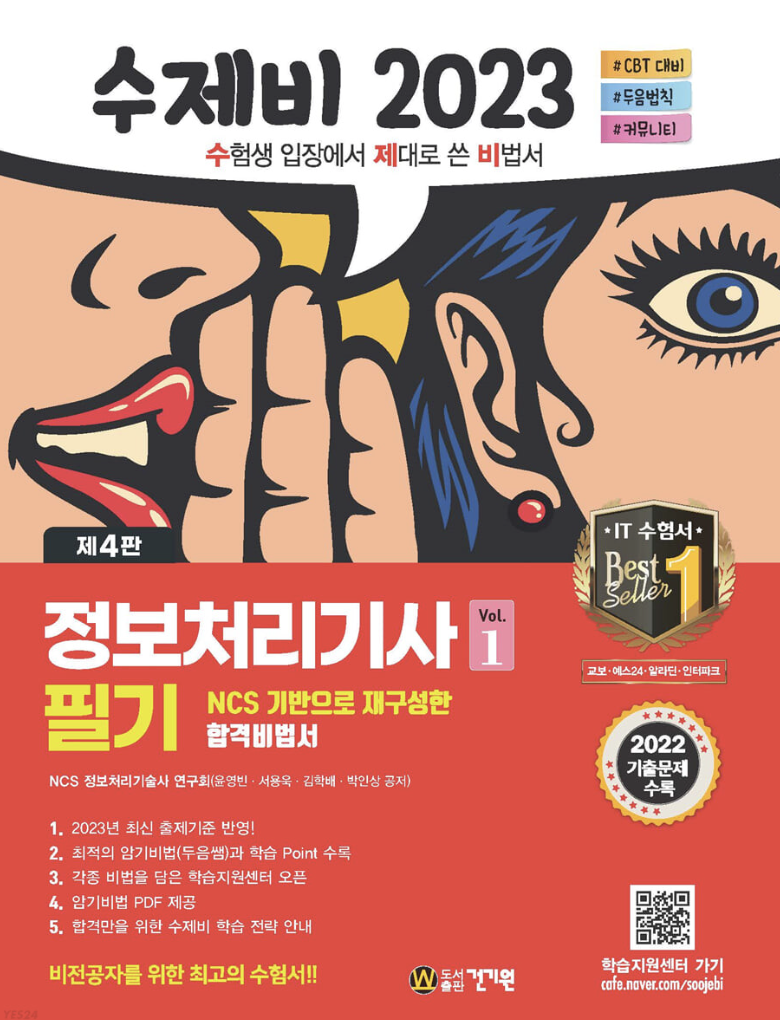 수제비 2023
수험생 입장에서 제대로 쓴 비법서
#CBT 대비
#두음법칙
#커뮤니티
제4판
★IT 수험서★
Best
Seller 1
교보·예스24·알라딘·인터파크
정보처리기사 Vol. 1
필기
NCS 기반으로 재구성한
합격비법서
2022
기출문제
수록
NCS 정보처리기술사 연구회(윤영빈 · 서용욱 · 김학배 · 박인상 공저)
1. 2023년 최신 출제기준 반영!
2. 최적의 암기비법(두음쌤)과 학습 Point 수록
3. 각종 비법을 담은 학습지원센터 오픈
4. 암기비법 PDF 제공
5. 합격만을 위한 수제비 학습 전략 안내
비전공자를 위한 최고의 수험서!!
도서
출판 건기원
학습지원센터 가기
cafe.naver.com/soojebi
YES24